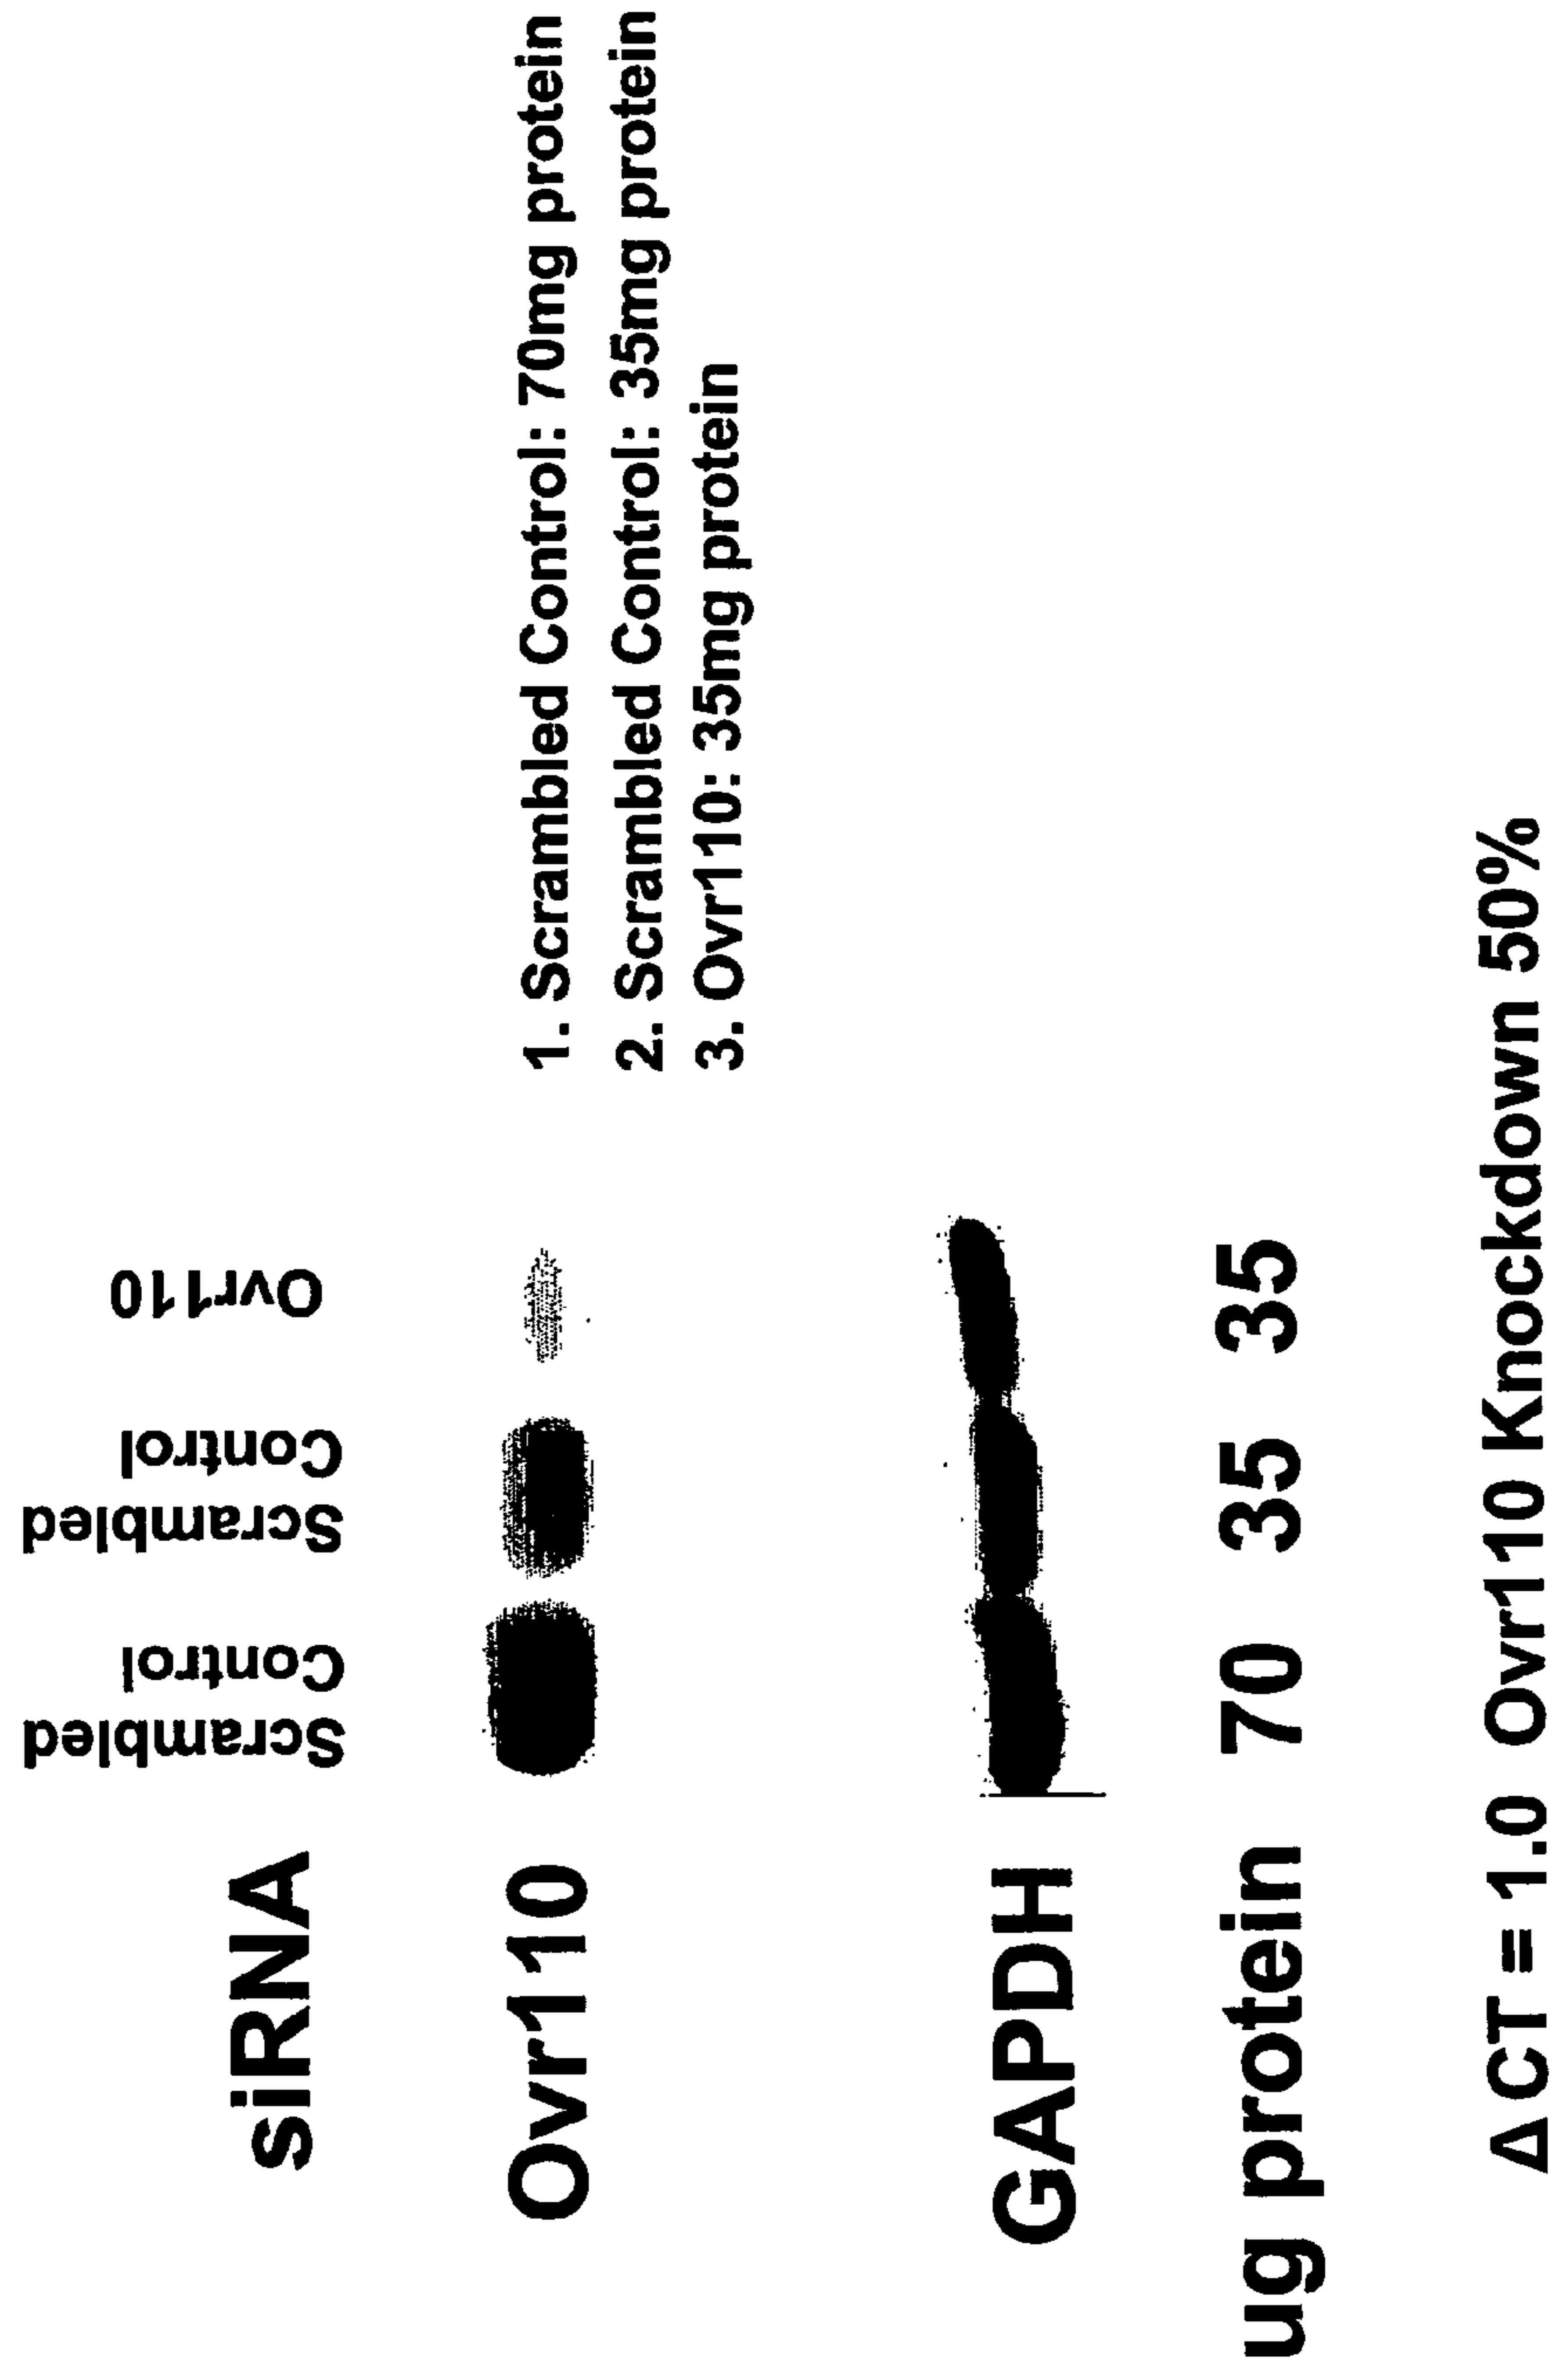 siRNA
Scrambled
Control
Scrambled
Control
Ovr110
Ovr110
1. Scrambled Control: 70mg protein
2. Scrambled Control: 35mg protein
3. Ovr110: 35mg protein
GAPDH
ug protein 70 35 35
ΔCT = 1.0 Ovr110 Knockdown 50%